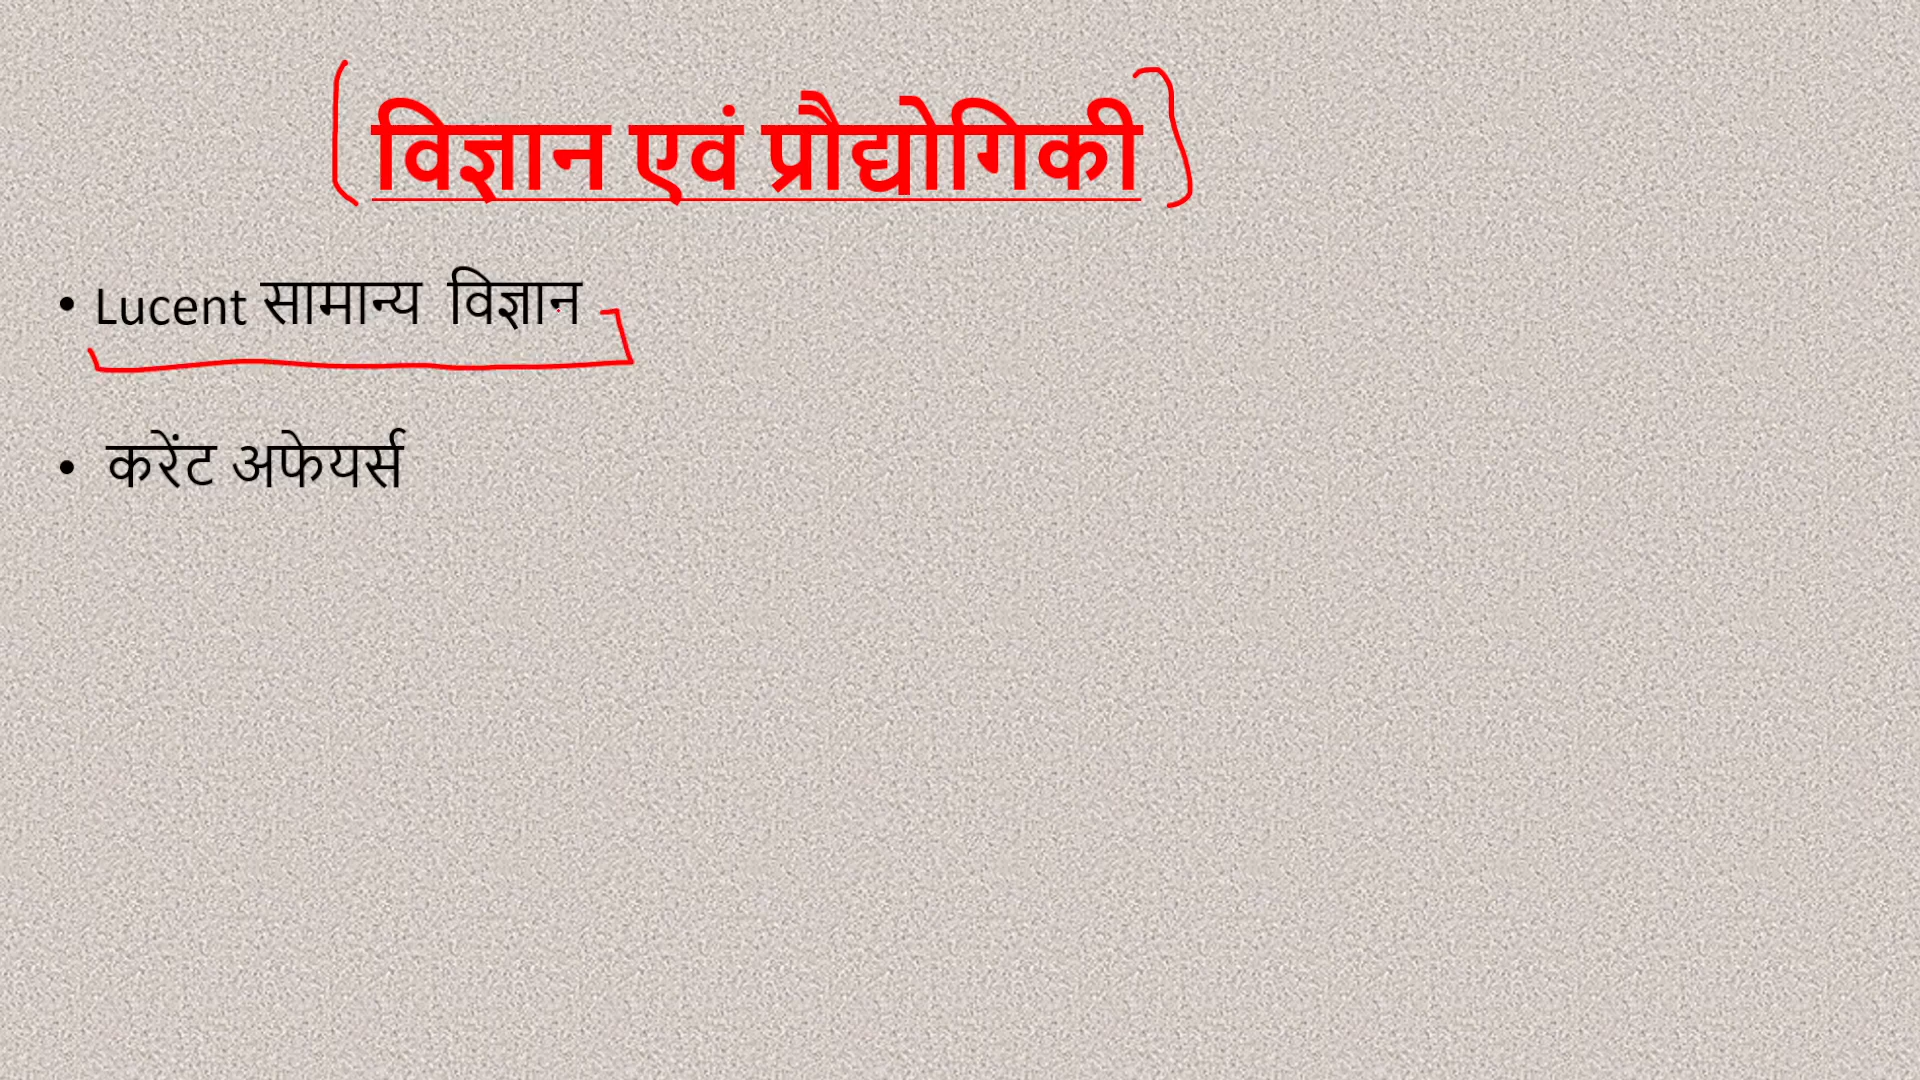 विज्ञान एवं प्रौद्योगिकी
• Lucent सामान्य विज्ञान
• करेंट अफेयर्स